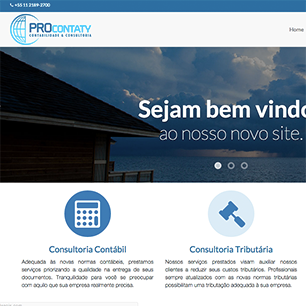 +55 11 2189-2700
PROCONTATY
CONTABILIDADE & CONSULTORIA
Home
Sejam bem vindo
ao nosso novo site.
Consultoria Contábil
Consultoria Tributária
Adequada às novas normas contábeis, prestamos
serviços priorizando a qualidade na entrega de seus
documentos. Tranquilidade para você se preocupar
com aquilo que sua empresa realmente precisa.
Nossos serviços prestados visam auxiliar nossos
clientes a reduzir seus custos tributários. Profissionais
sempre atualizados com as novas normas tributárias
possibilitam uma tributação adequada à sua empresa.